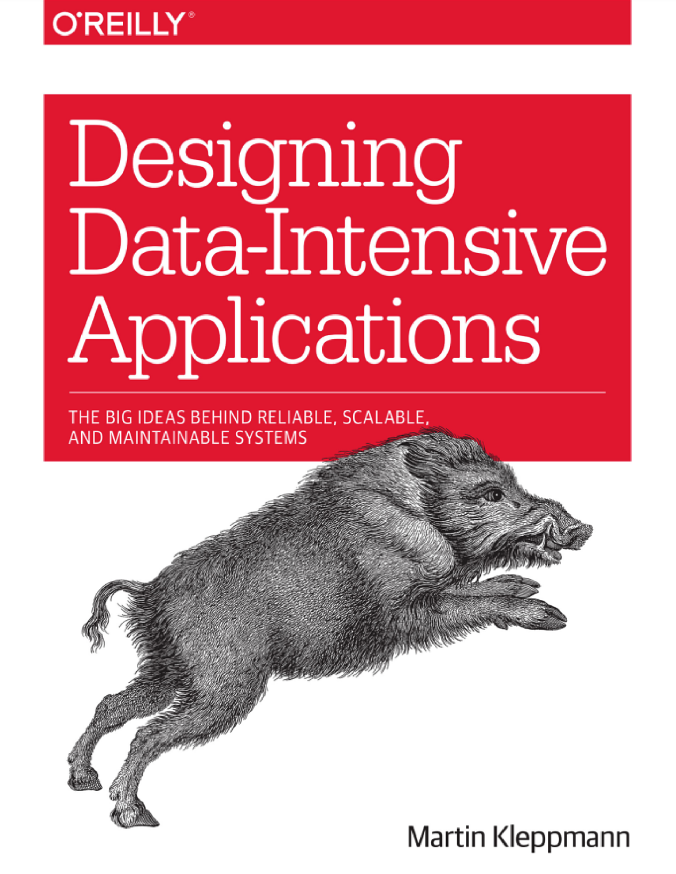 O'REILLY®
Designing
Data-Intensive
Applications
THE BIG IDEAS BEHIND RELIABLE, SCALABLE,
AND MAINTAINABLE SYSTEMS
Martin Kleppmann